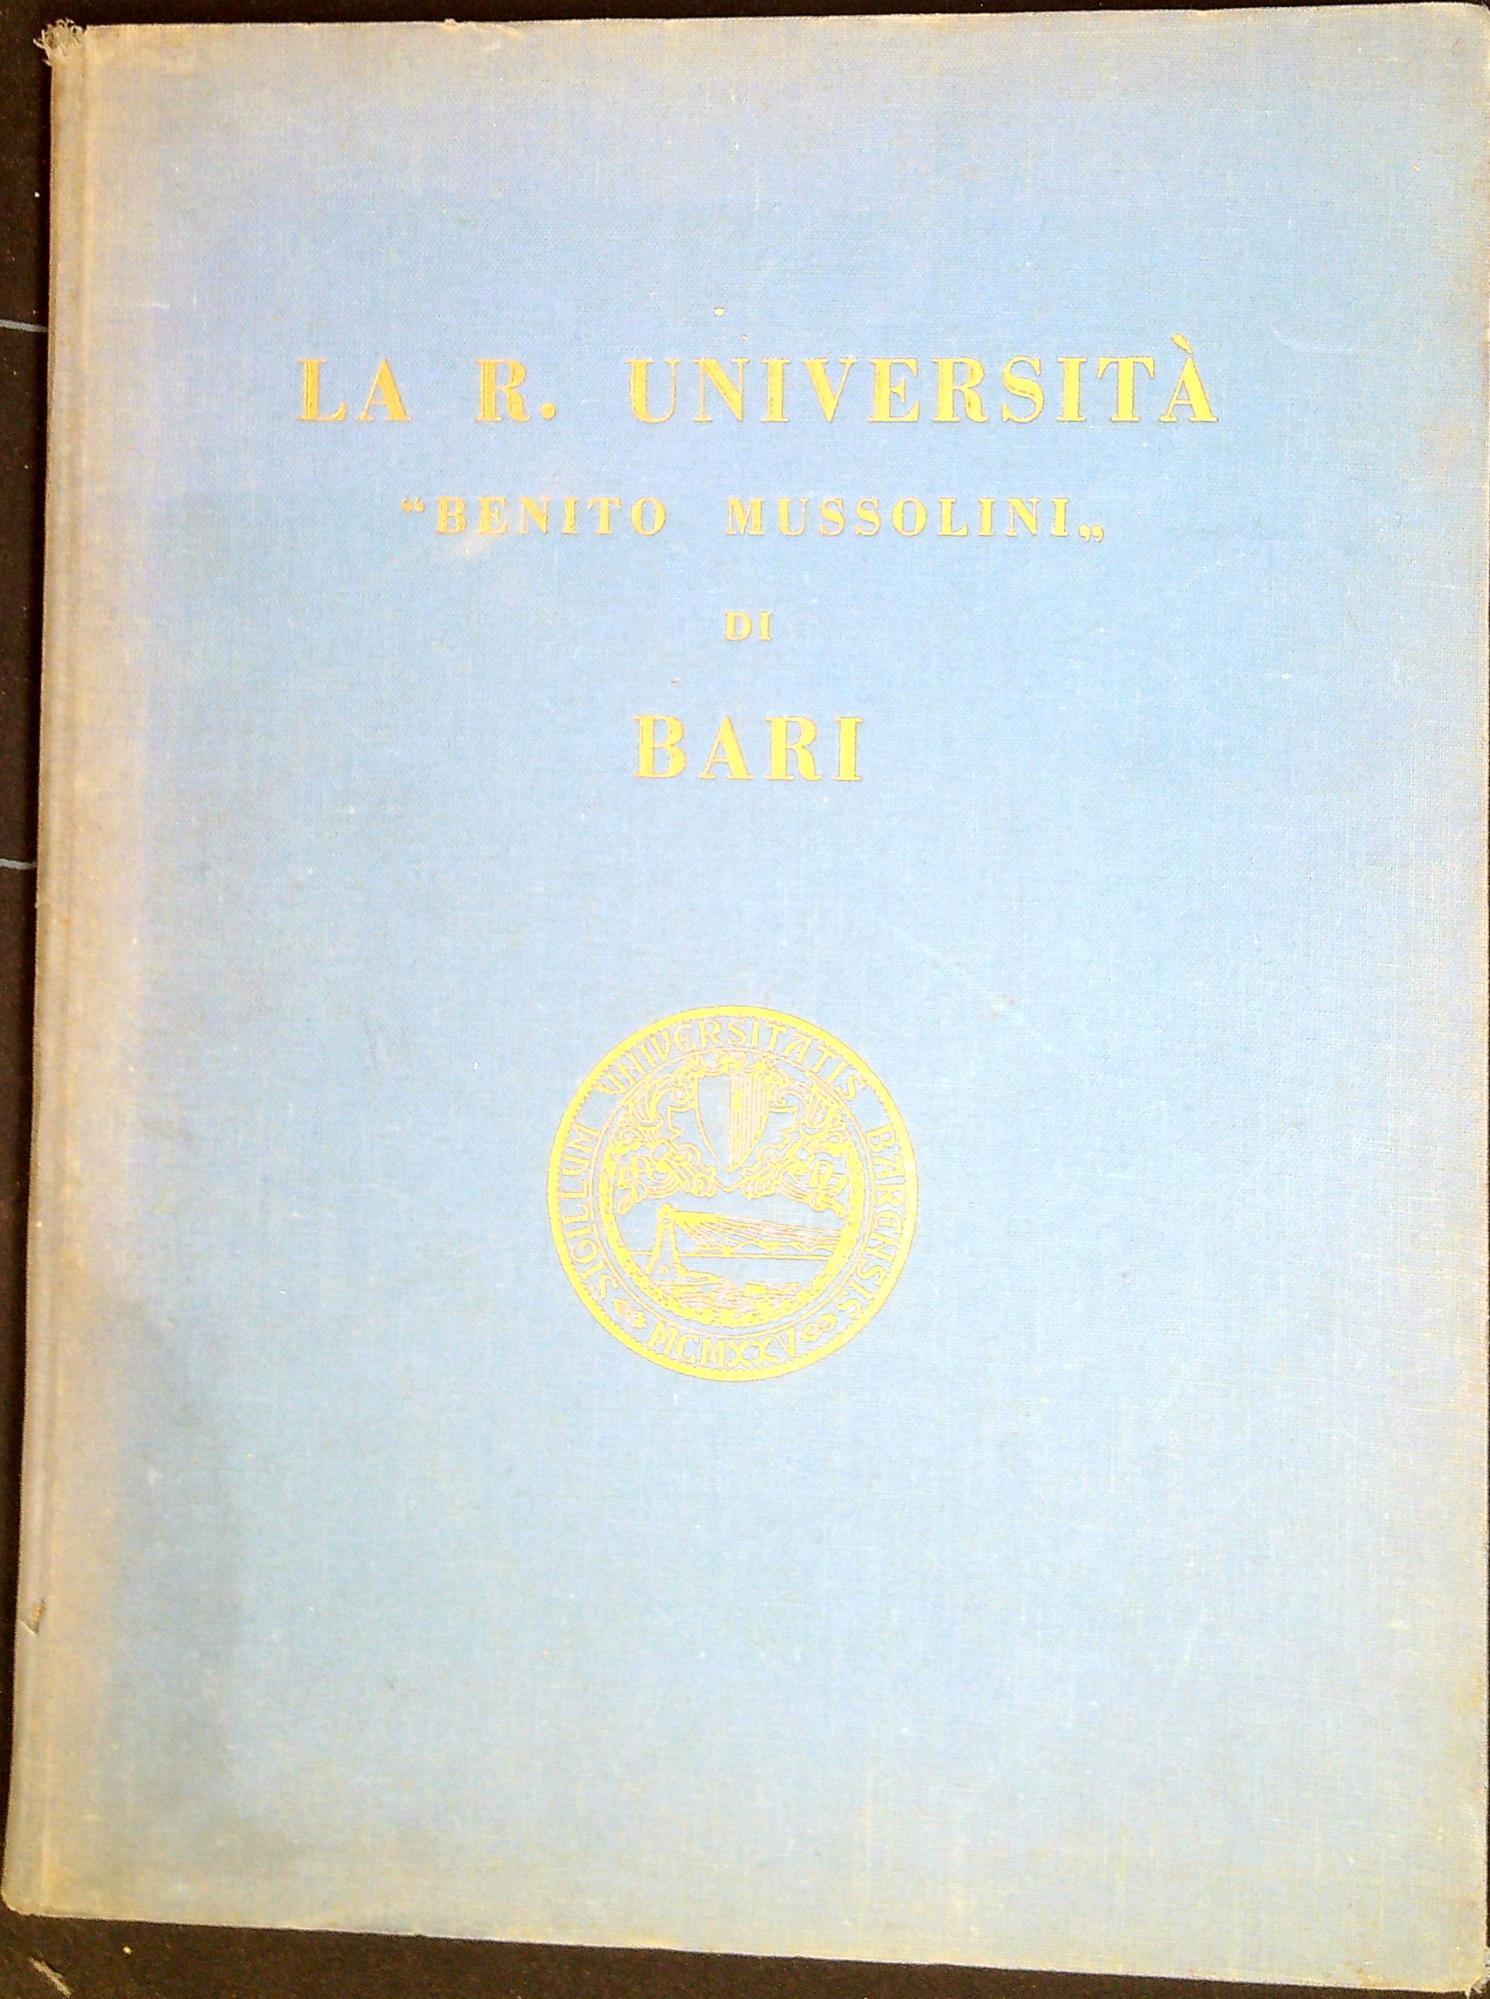 LA R. UNIVERSITÀ
“BENITO MUSSOLINI„
DI
BARI
SIGILLUM UNIVERSITATIS BARENSIS
MCMXXV